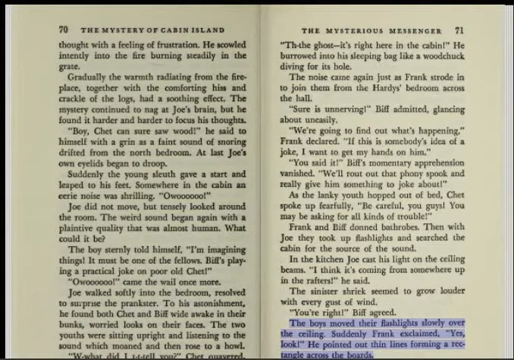 70 THE MYSTERY OF CABIN ISLAND
thought with a feeling of frustration. He scowled
intently into the fire burning steadily in the
grate.
Gradually the warmth radiating from the fire-
place, together with the comforting hiss and
crackle of the logs, had a soothing effect. The
mystery continued to nag at Joe's brain, but he
found it harder and harder to focus his thoughts.
"Boy, Chet can sure saw wood!" he said to
himself with a grin as a faint sound of snoring
drifted from the north bedroom. At last Joe's
own eyelids began to droop.
Suddenly the young sleuth gave a start and
leaped to his feet. Somewhere in the cabin an
eerie noise was shrilling. "Owooooo!"
Joe did not move, but tensely looked around
the room. The weird sound began again with a
plaintive quality that was almost human. What
could it be?
The boy sternly told himself, "I'm imagining
things! It must be one of the fellows. Biff's play-
ing a practical joke on poor old Chet!"
"Owoooooo!" came the wail once more.
Joe walked softly into the bedroom, resolved
to surprise the prankster. To his astonishment,
he found both Chet and Biff wide awake in their
bunks, worried looks on their faces. The two
youths were sitting upright and listening to the
sound which moaned and then rose to a howl.
"W-what did I t-t-tell you?" Chet quavered.
THE MYSTERIOUS MESSENGER 71
"Th-the ghost—it's right here in the cabin!" He
burrowed into his sleeping bag like a woodchuck
diving for its hole.
The noise came again just as Frank strode in
to join them from the Hardys' bedroom across
the hall.
"Sure is unnerving!" Biff admitted, glancing
about uneasily.
"We're going to find out what's happening,"
Frank declared. "If this is somebody's idea of a
joke, I want to get my hands on him."
"You said it!" Biff's momentary apprehension
vanished. "We'll rout out that phony spook and
really give him something to joke about!"
As the lanky youth hopped out of bed, Chet
spoke up fearfully, "Be careful, you guys! You
may be asking for all kinds of trouble!"
Frank and Biff donned bathrobes. Then with
Joe they took up flashlights and searched the
cabin for the source of the sound.
In the kitchen Joe cast his light on the ceiling
beams. "I think it's coming from somewhere up
in the rafters!" he said.
The sinister shriek seemed to grow louder
with every gust of wind.
"You're right!" Biff agreed.
The boys moved their flashlights slowly over
the ceiling. Suddenly Frank exclaimed, "Yes,
look!" He pointed out thin lines forming a rec-
tangle across the boards.